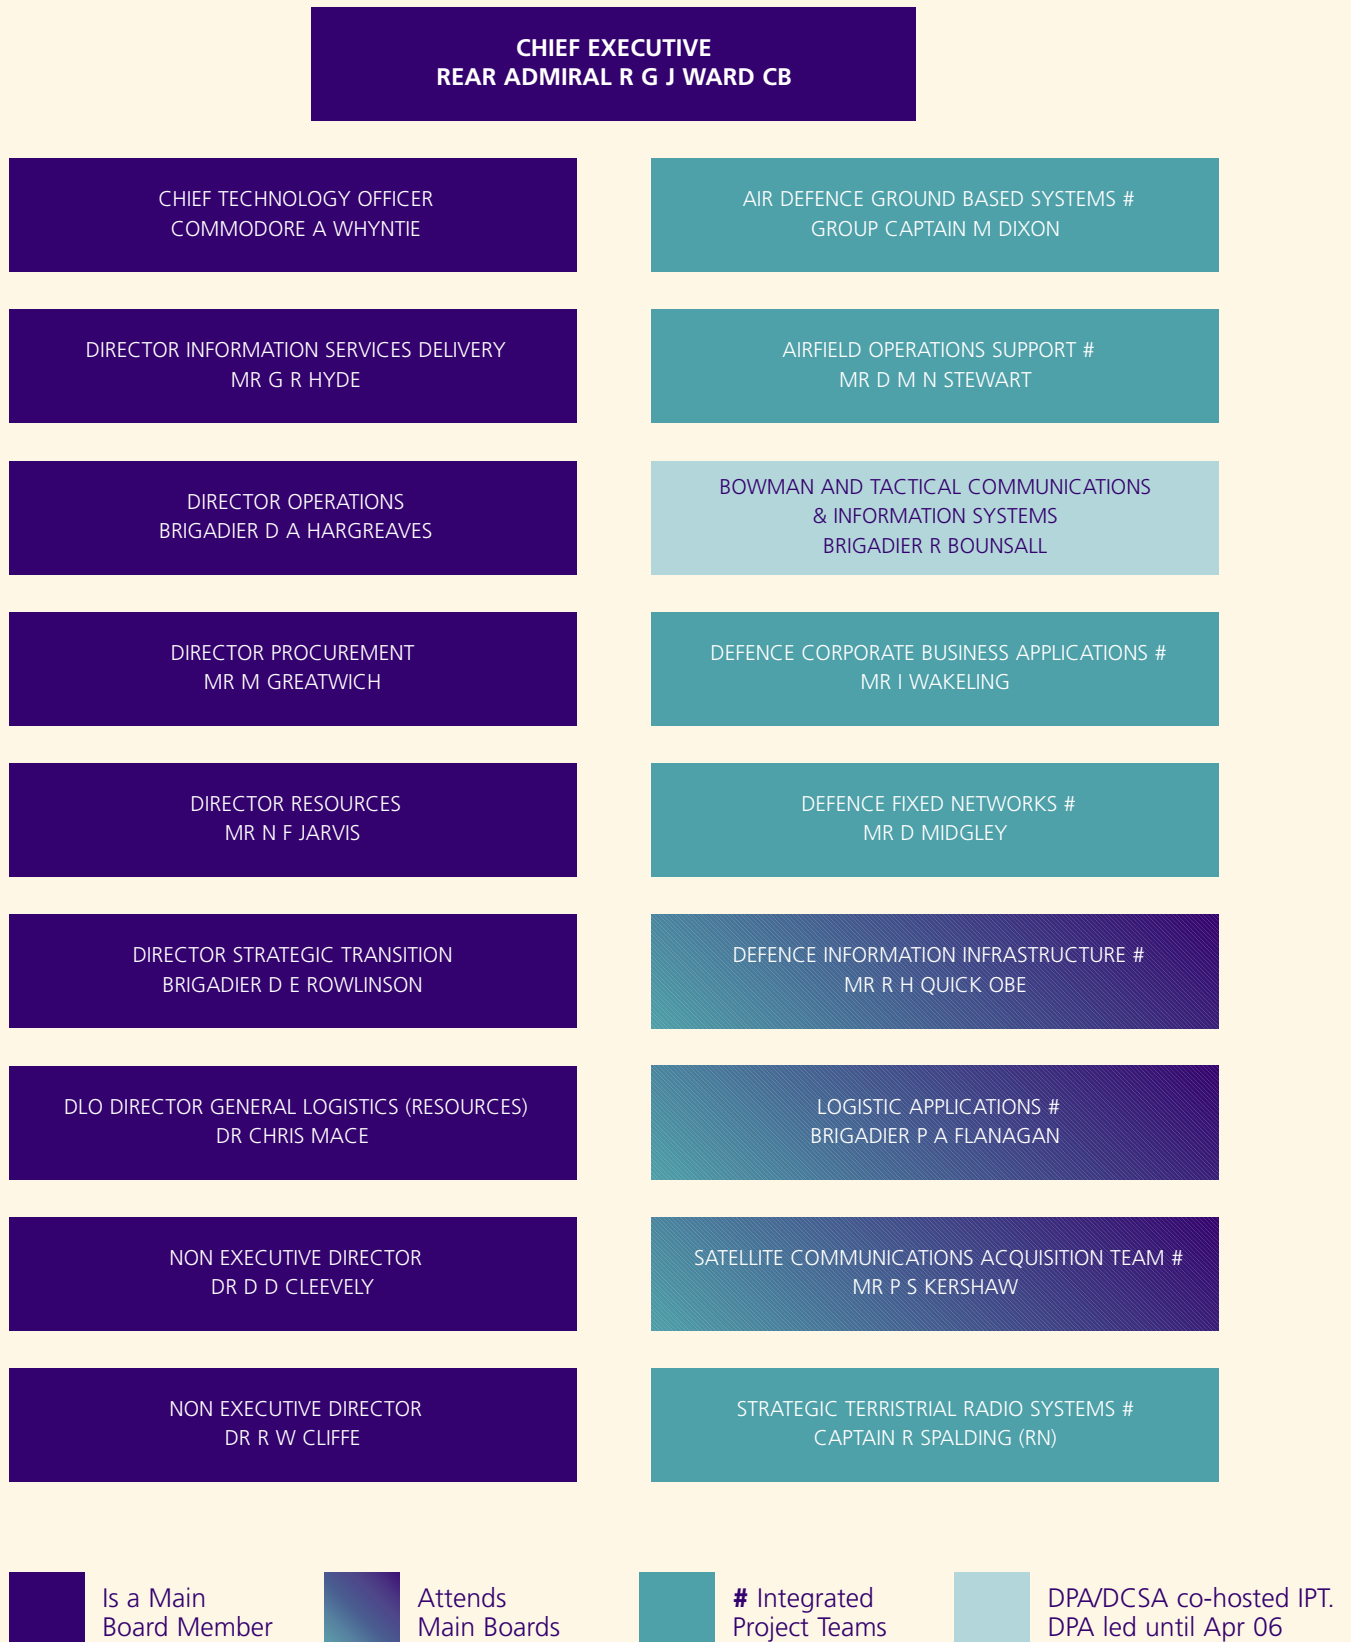 CHIEF EXECUTIVE
REAR ADMIRAL R G J WARD CB
CHIEF TECHNOLOGY OFFICER
COMMODORE A WHYNTIE
DIRECTOR INFORMATION SERVICES DELIVERY
MR G R HYDE
DIRECTOR OPERATIONS
BRIGADIER D A HARGREAVES
DIRECTOR PROCUREMENT
MR M GREATWICH
DIRECTOR RESOURCES
MR N F JARVIS
DIRECTOR STRATEGIC TRANSITION
BRIGADIER D E ROWLINSON
DLO DIRECTOR GENERAL LOGISTICS (RESOURCES)
DR CHRIS MACE
NON EXECUTIVE DIRECTOR
DR D D CLEEVELY
NON EXECUTIVE DIRECTOR
DR R W CLIFFE
AIR DEFENCE GROUND BASED SYSTEMS #
GROUP CAPTAIN M DIXON
AIRFIELD OPERATIONS SUPPORT #
MR D M N STEWART
BOWMAN AND TACTICAL COMMUNICATIONS
& INFORMATION SYSTEMS
BRIGADIER R BOUNSALL
DEFENCE CORPORATE BUSINESS APPLICATIONS #
MR I WAKELING
DEFENCE FIXED NETWORKS #
MR D MIDGLEY
DEFENCE INFORMATION INFRASTRUCTURE #
MR R H QUICK OBE
LOGISTIC APPLICATIONS #
BRIGADIER P A FLANAGAN
SATELLITE COMMUNICATIONS ACQUISITION TEAM #
MR P S KERSHAW
STRATEGIC TERRISTRIAL RADIO SYSTEMS #
CAPTAIN R SPALDING (RN)
Is a Main
Board Member
Attends
Main Boards
# Integrated
Project Teams
DPA/DCSA co-hosted IPT.
DPA led until Apr 06